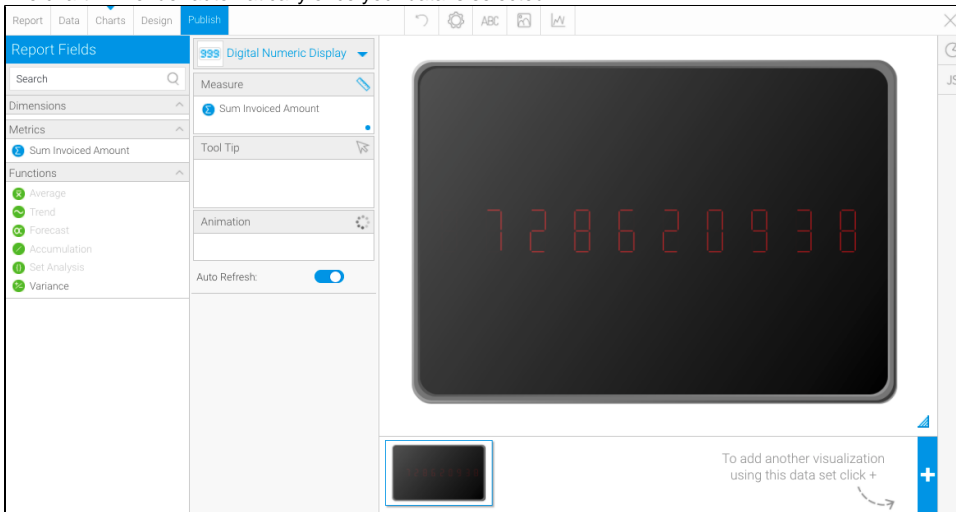 Report Data Charts Design Publish ABC
Report Fields
Search
Dimensions
Metrics
Sum Invoiced Amount
Functions
Average
Trend
Forecast
Accumulation
Set Analysis
Variance
999 Digital Numeric Display
Measure
Sum Invoiced Amount
Tool Tip
Animation
Auto Refresh:
728620938
To add another visualization
using this data set click +